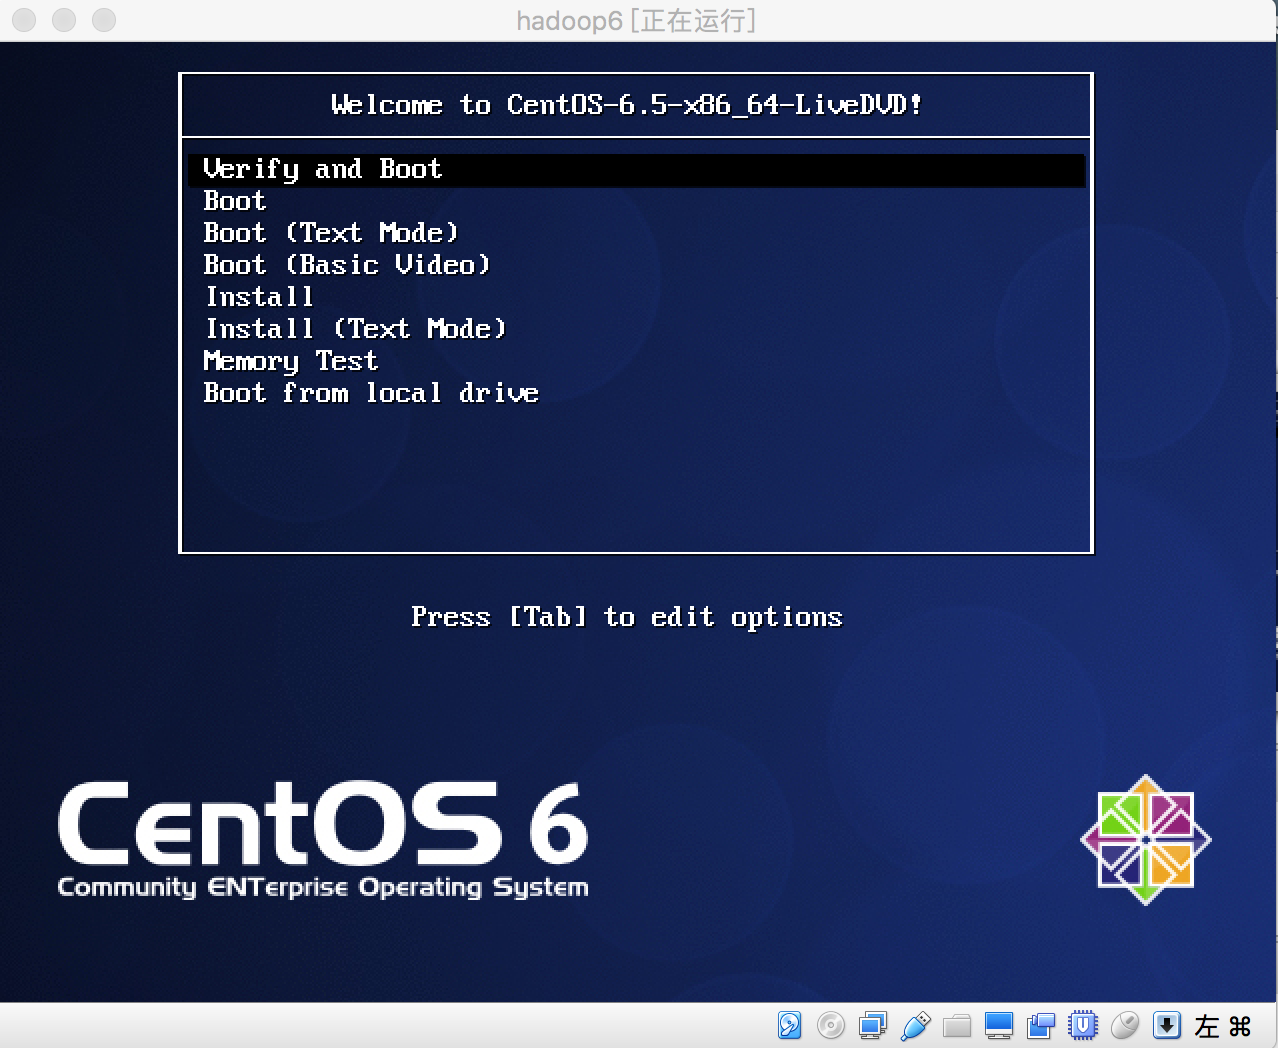 hadoop6 [正在运行]
Welcome to CentOS-6.5-x86_64-LiveDVD!
Verify and Boot
Boot
Boot (Text Mode)
Boot (Basic Video)
Install
Install (Text Mode)
Memory Test
Boot from local drive
Press [Tab] to edit options
CentOS 6
Community ENTerprise Operating System
左 ⌘